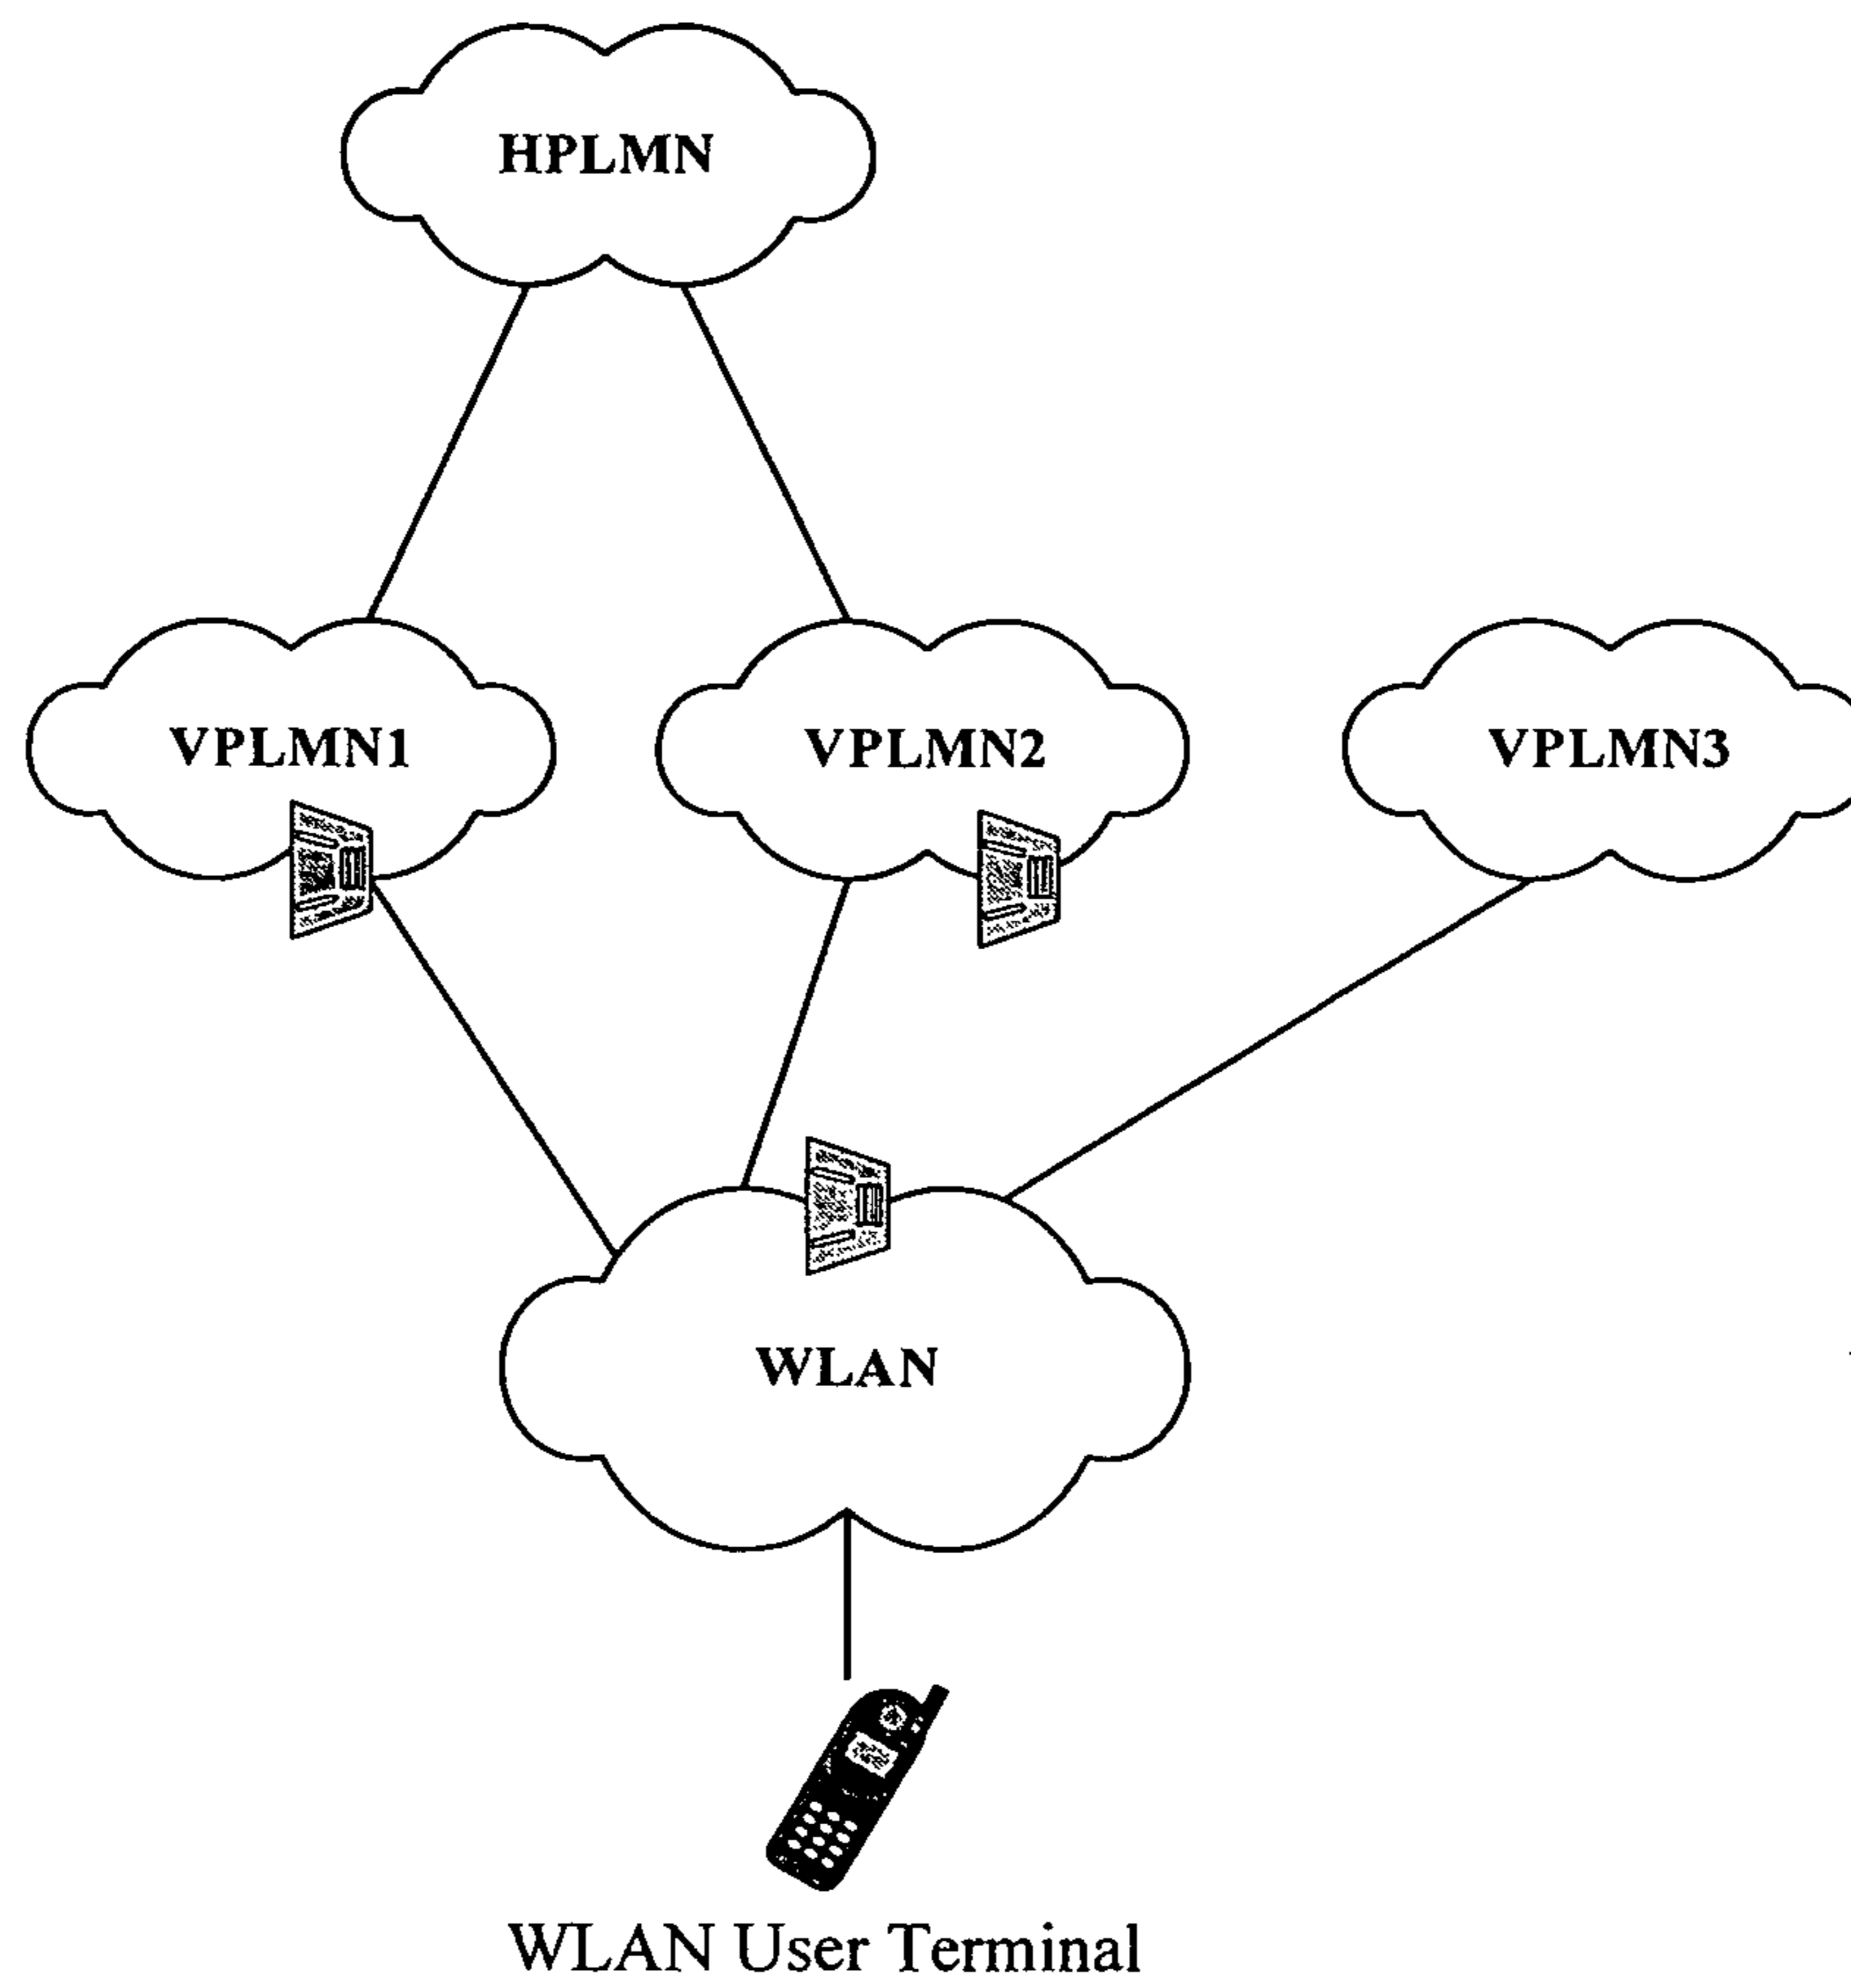 HPLMN
VPLMN1
VPLMN2
VPLMN3
WLAN
WLAN User Terminal